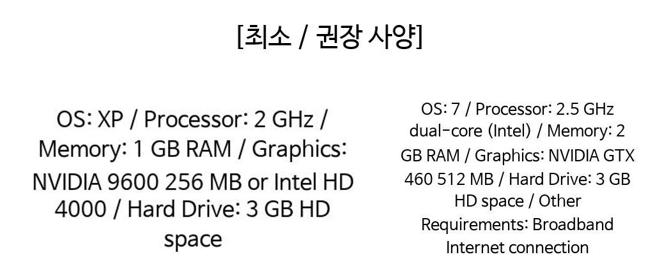 [최소 / 권장 사양]
OS: XP / Processor: 2 GHz /
Memory: 1 GB RAM / Graphics:
NVIDIA 9600 256 MB or Intel HD
4000 / Hard Drive: 3 GB HD
space
OS: 7 / Processor: 2.5 GHz
dual-core (Intel) / Memory: 2
GB RAM / Graphics: NVIDIA GTX
460 512 MB / Hard Drive: 3 GB
HD space / Other
Requirements: Broadband
Internet connection